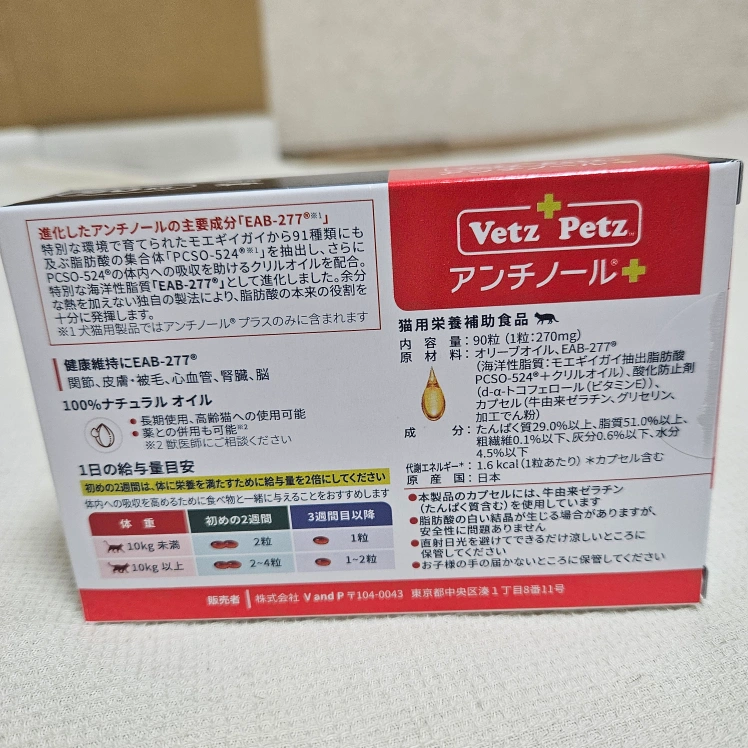 進化したアンチノールの主要成分「EAB-277®※1」
特別な環境で育てられたモエギイガイから91種類にも
及ぶ脂肪酸の集合体「PCSO-524®※1」を抽出し、さらに
PCSO-524®の体内への吸収を助けるクリルオイルを配合。
特別な海洋性脂質「EAB-277®」として進化しました。余分
な熱を加えない独自の製法により、脂肪酸の本来の役割を
十分に発揮します。
※1 犬猫用製品ではアンチノール® プラスのみに含まれます
健康維持にEAB-277®
関節、皮膚・被毛、心血管、腎臓、脳
100%ナチュラル オイル
● 長期使用、高齢猫への使用可能
● 薬との併用も可能※2
※2 獣医師にご相談ください
1日の給与量目安
初めの2週間は、体に栄養を満たすために給与量を2倍にしてください
体内への吸収を高めるために食べ物と一緒に与えることをおすすめします
体 重 初めの2週間 3週間目以降
10kg 未満 2粒 1粒
10kg 以上 2~4粒 1~2粒
Vetz Petz™
アンチノール®
猫用栄養補助食品
内 容 量：90粒（1粒：270mg）
原 材 料：オリーブオイル、EAB-277®
（海洋性脂質：モエギイガイ抽出脂肪酸
PCSO-524®＋クリルオイル）、酸化防止剤
（d-α-トコフェロール（ビタミンE））、
カプセル（牛由来ゼラチン、グリセリン、
加工でん粉）
成 分：たんぱく質29.0%以上、脂質51.0%以上、
粗繊維0.1%以下、灰分0.6%以下、水分
4.5%以下
代謝エネルギー*：1.6 kcal（1粒あたり）＊カプセル含む
原 産 国：日本
●本製品のカプセルには、牛由来ゼラチン
（たんぱく質含む）を使用しています
●脂肪酸の白い結晶が生じる場合がありますが、
安全性に問題ありません
●直射日光を避けてできるだけ涼しいところに
保管してください
●お子様の手の届かないところに保管してください
販売者 株式会社 V and P 〒104-0043 東京都中央区湊1丁目8番11号